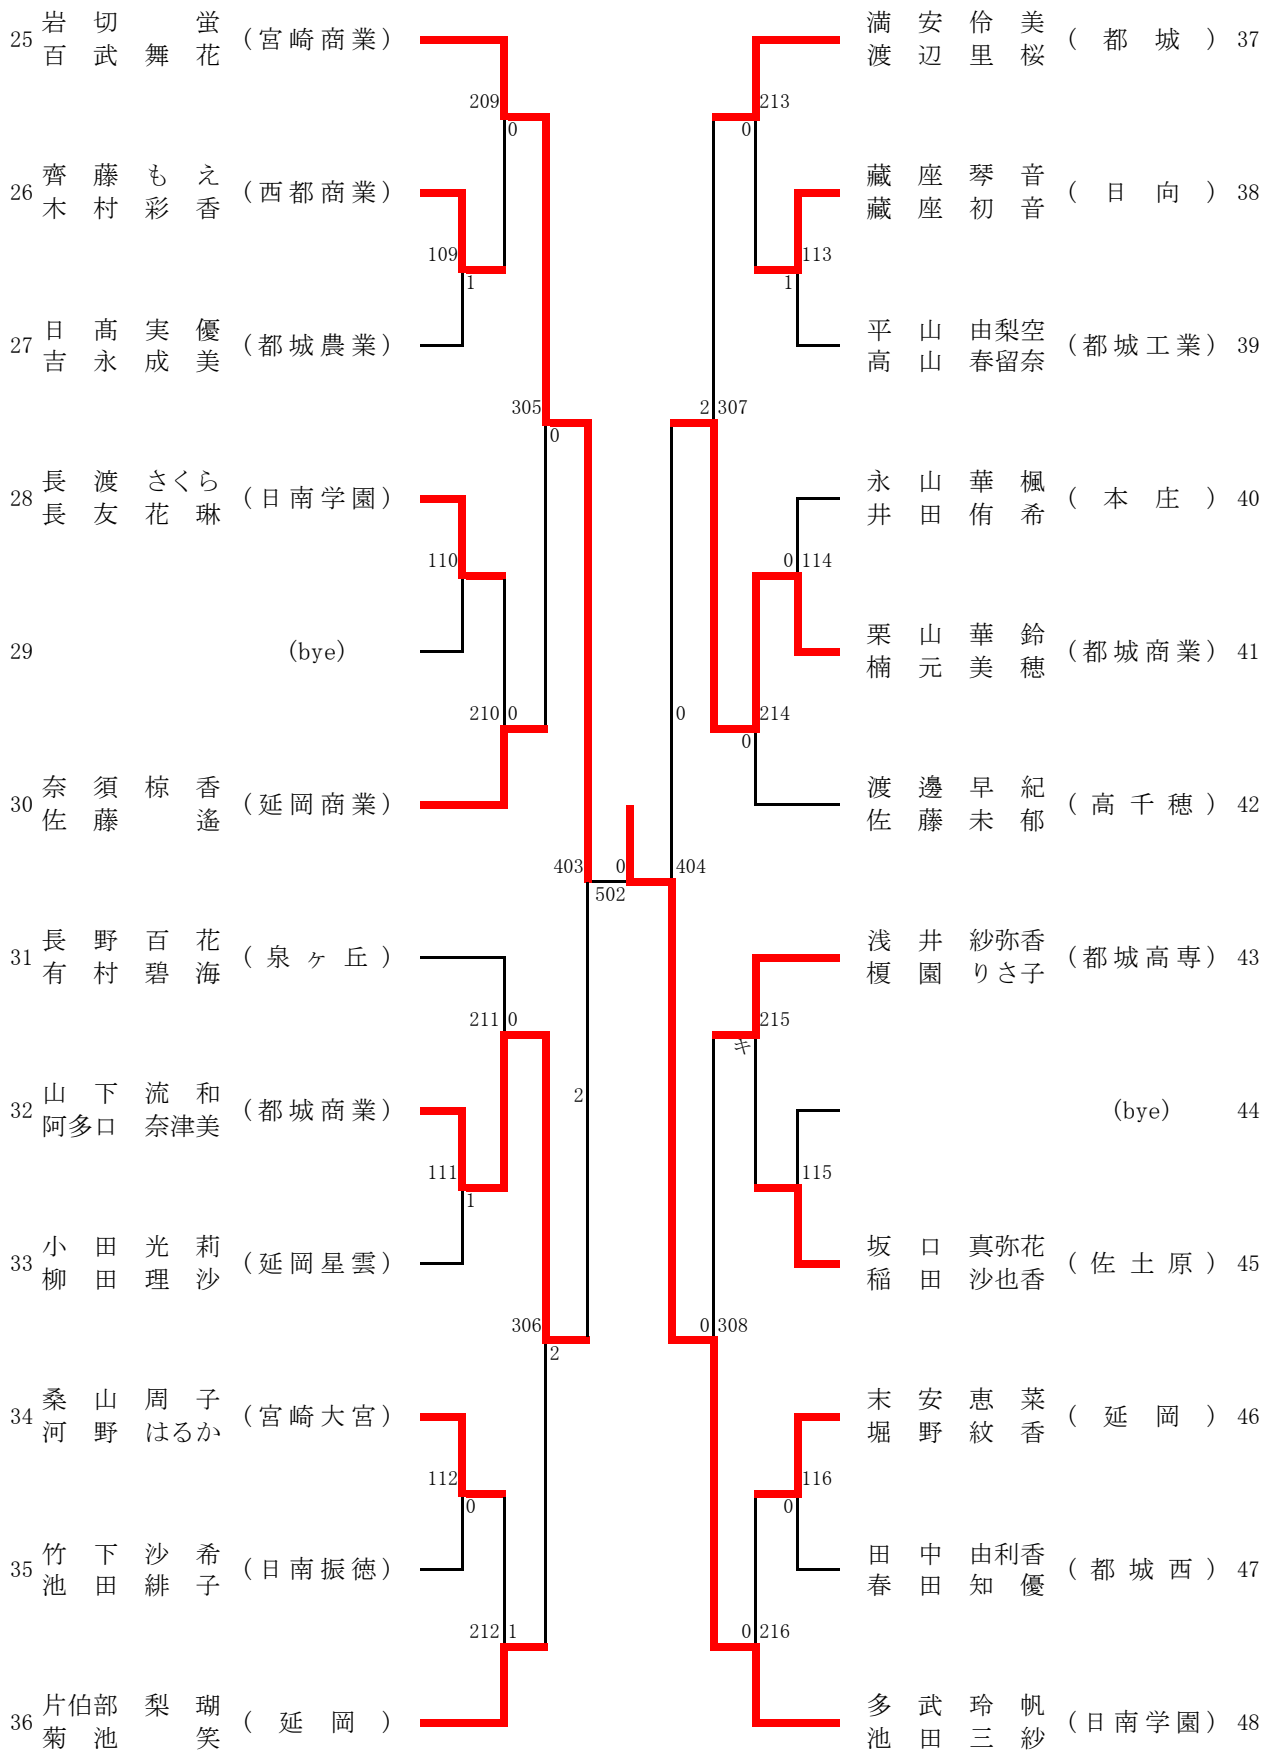 25 岩切 蛍 (宮崎商業)
百武舞花
209
0
26 齊藤もえ (西都商業)
木村彩香
109
1
27 日髙実優 (都城農業)
吉永成美
305
0
28 長渡さくら (日南学園)
長友花琳
110
29 (bye)
210 0
30 奈須椋香 (延岡商業)
佐藤 遙
403 0
502
31 長野百花 (泉ヶ丘)
有村碧海
211 0
32 山下流和 (都城商業)
阿多口奈津美
2
111
1
33 小田光莉 (延岡星雲)
柳田理沙
306
2
34 桑山周子 (宮崎大宮)
河野はるか
112
0
35 竹下沙希 (日南振徳)
池田緋子
212 1
36 片伯部梨瑚 (延岡)
菊池 笑
満安伶美 (都城) 37
渡辺里桜
213
0
藏座琴音 (日向) 38
藏座初音
113
1
平山由梨空 (都城工業) 39
高山春留奈
2 307
永山華楓 (本庄) 40
井田侑希
0 114
栗山華鈴 (都城商業) 41
楠元美穂
0
214
0
渡邊早紀 (高千穂) 42
佐藤未郁
404
浅井紗弥香 (都城高専) 43
榎園りさ子
215
キ
(bye) 44
115
坂口真弥花 (佐土原) 45
稲田沙也香
0 308
末安恵菜 (延岡) 46
堀野紋香
116
0
田中由利香 (都城西) 47
春田知優
0 216
多武玲帆 (日南学園) 48
池田三紗